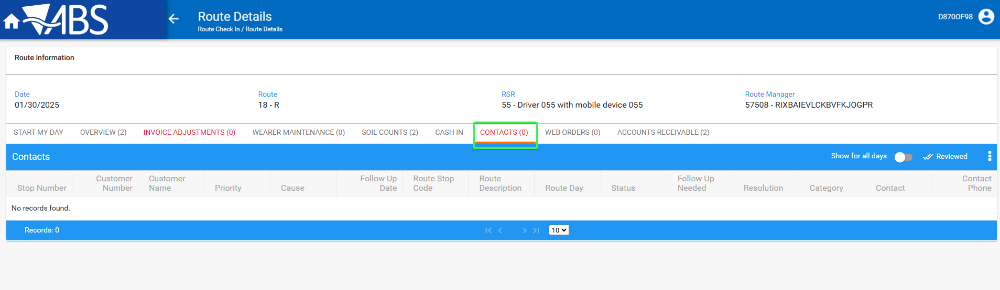 ABS
Route Details
Route Check In / Route Details
D870OF98
Route Information
Date
01/30/2025
Route
18 - R
RSR
55 - Driver 055 with mobile device 055
Route Manager
57508 - RIXBAIEVLCKBVFKJOGPR
START MY DAY OVERVIEW (2) INVOICE ADJUSTMENTS (0) WEARER MAINTENANCE (0) SOIL COUNTS (2) CASH IN CONTACTS (0) WEB ORDERS (0) ACCOUNTS RECEIVABLE (2)
Contacts
Show for all days
Reviewed
Stop Number
Customer
Number
Customer
Name
Priority
Cause
Follow Up
Date
Route Stop
Code
Route
Description
Route Day
Status
Follow Up
Needed
Resolution
Category
Contact
Contact
Phone
No records found.
Records: 0
10